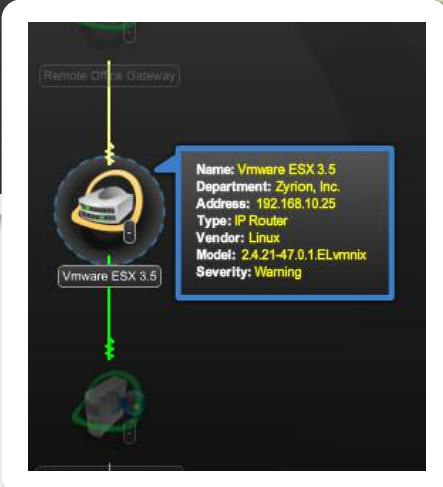 Remote Office Gateway
Name: Vmware ESX 3.5
Department: Zyrion, Inc.
Address: 192.168.10.25
Type: IP Router
Vendor: Linux
Model: 2.4.21-47.0.1.ELvmnix
Severity: Warning
Vmware ESX 3.5